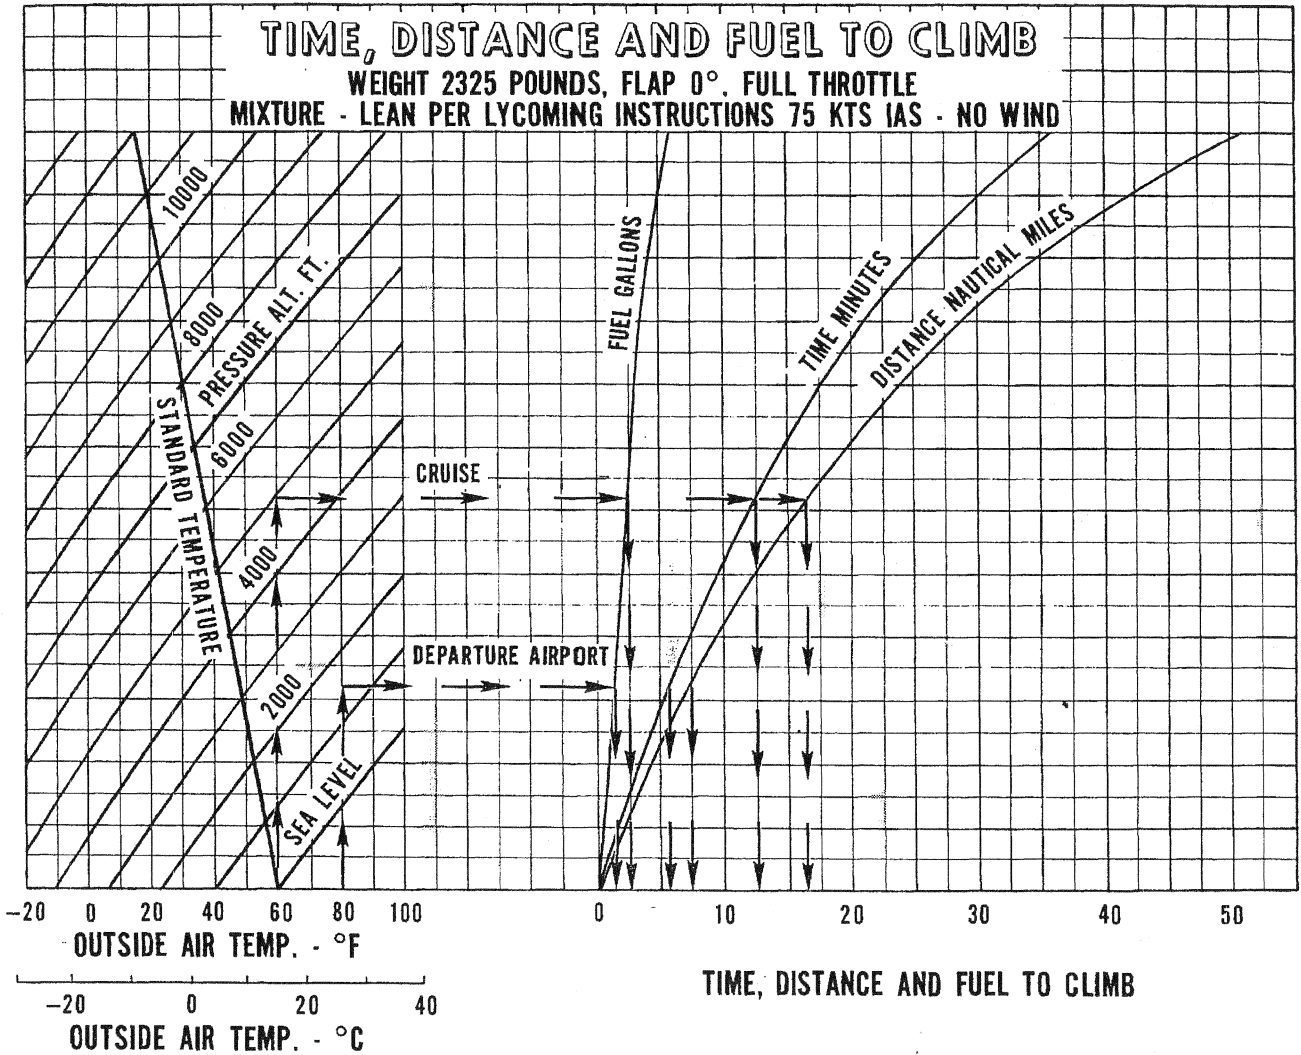 TIME, DISTANCE AND FUEL TO CLIMB
WEIGHT 2325 POUNDS, FLAP 0°. FULL THROTTLE
MIXTURE - LEAN PER LYCOMING INSTRUCTIONS 75 KTS IAS - NO WIND
10000
8000
PRESSURE ALT. FT.
6000
STANDARD TEMPERATURE
4000
2000
SEA LEVEL
FUEL GALLONS
TIME MINUTES
DISTANCE NAUTICAL MILES
CRUISE
DEPARTURE AIRPORT
-20 0 20 40 60 80 100
0 10 20 30 40 50
OUTSIDE AIR TEMP. - °F
TIME, DISTANCE AND FUEL TO CLIMB
-20 0 20 40
OUTSIDE AIR TEMP. - °C